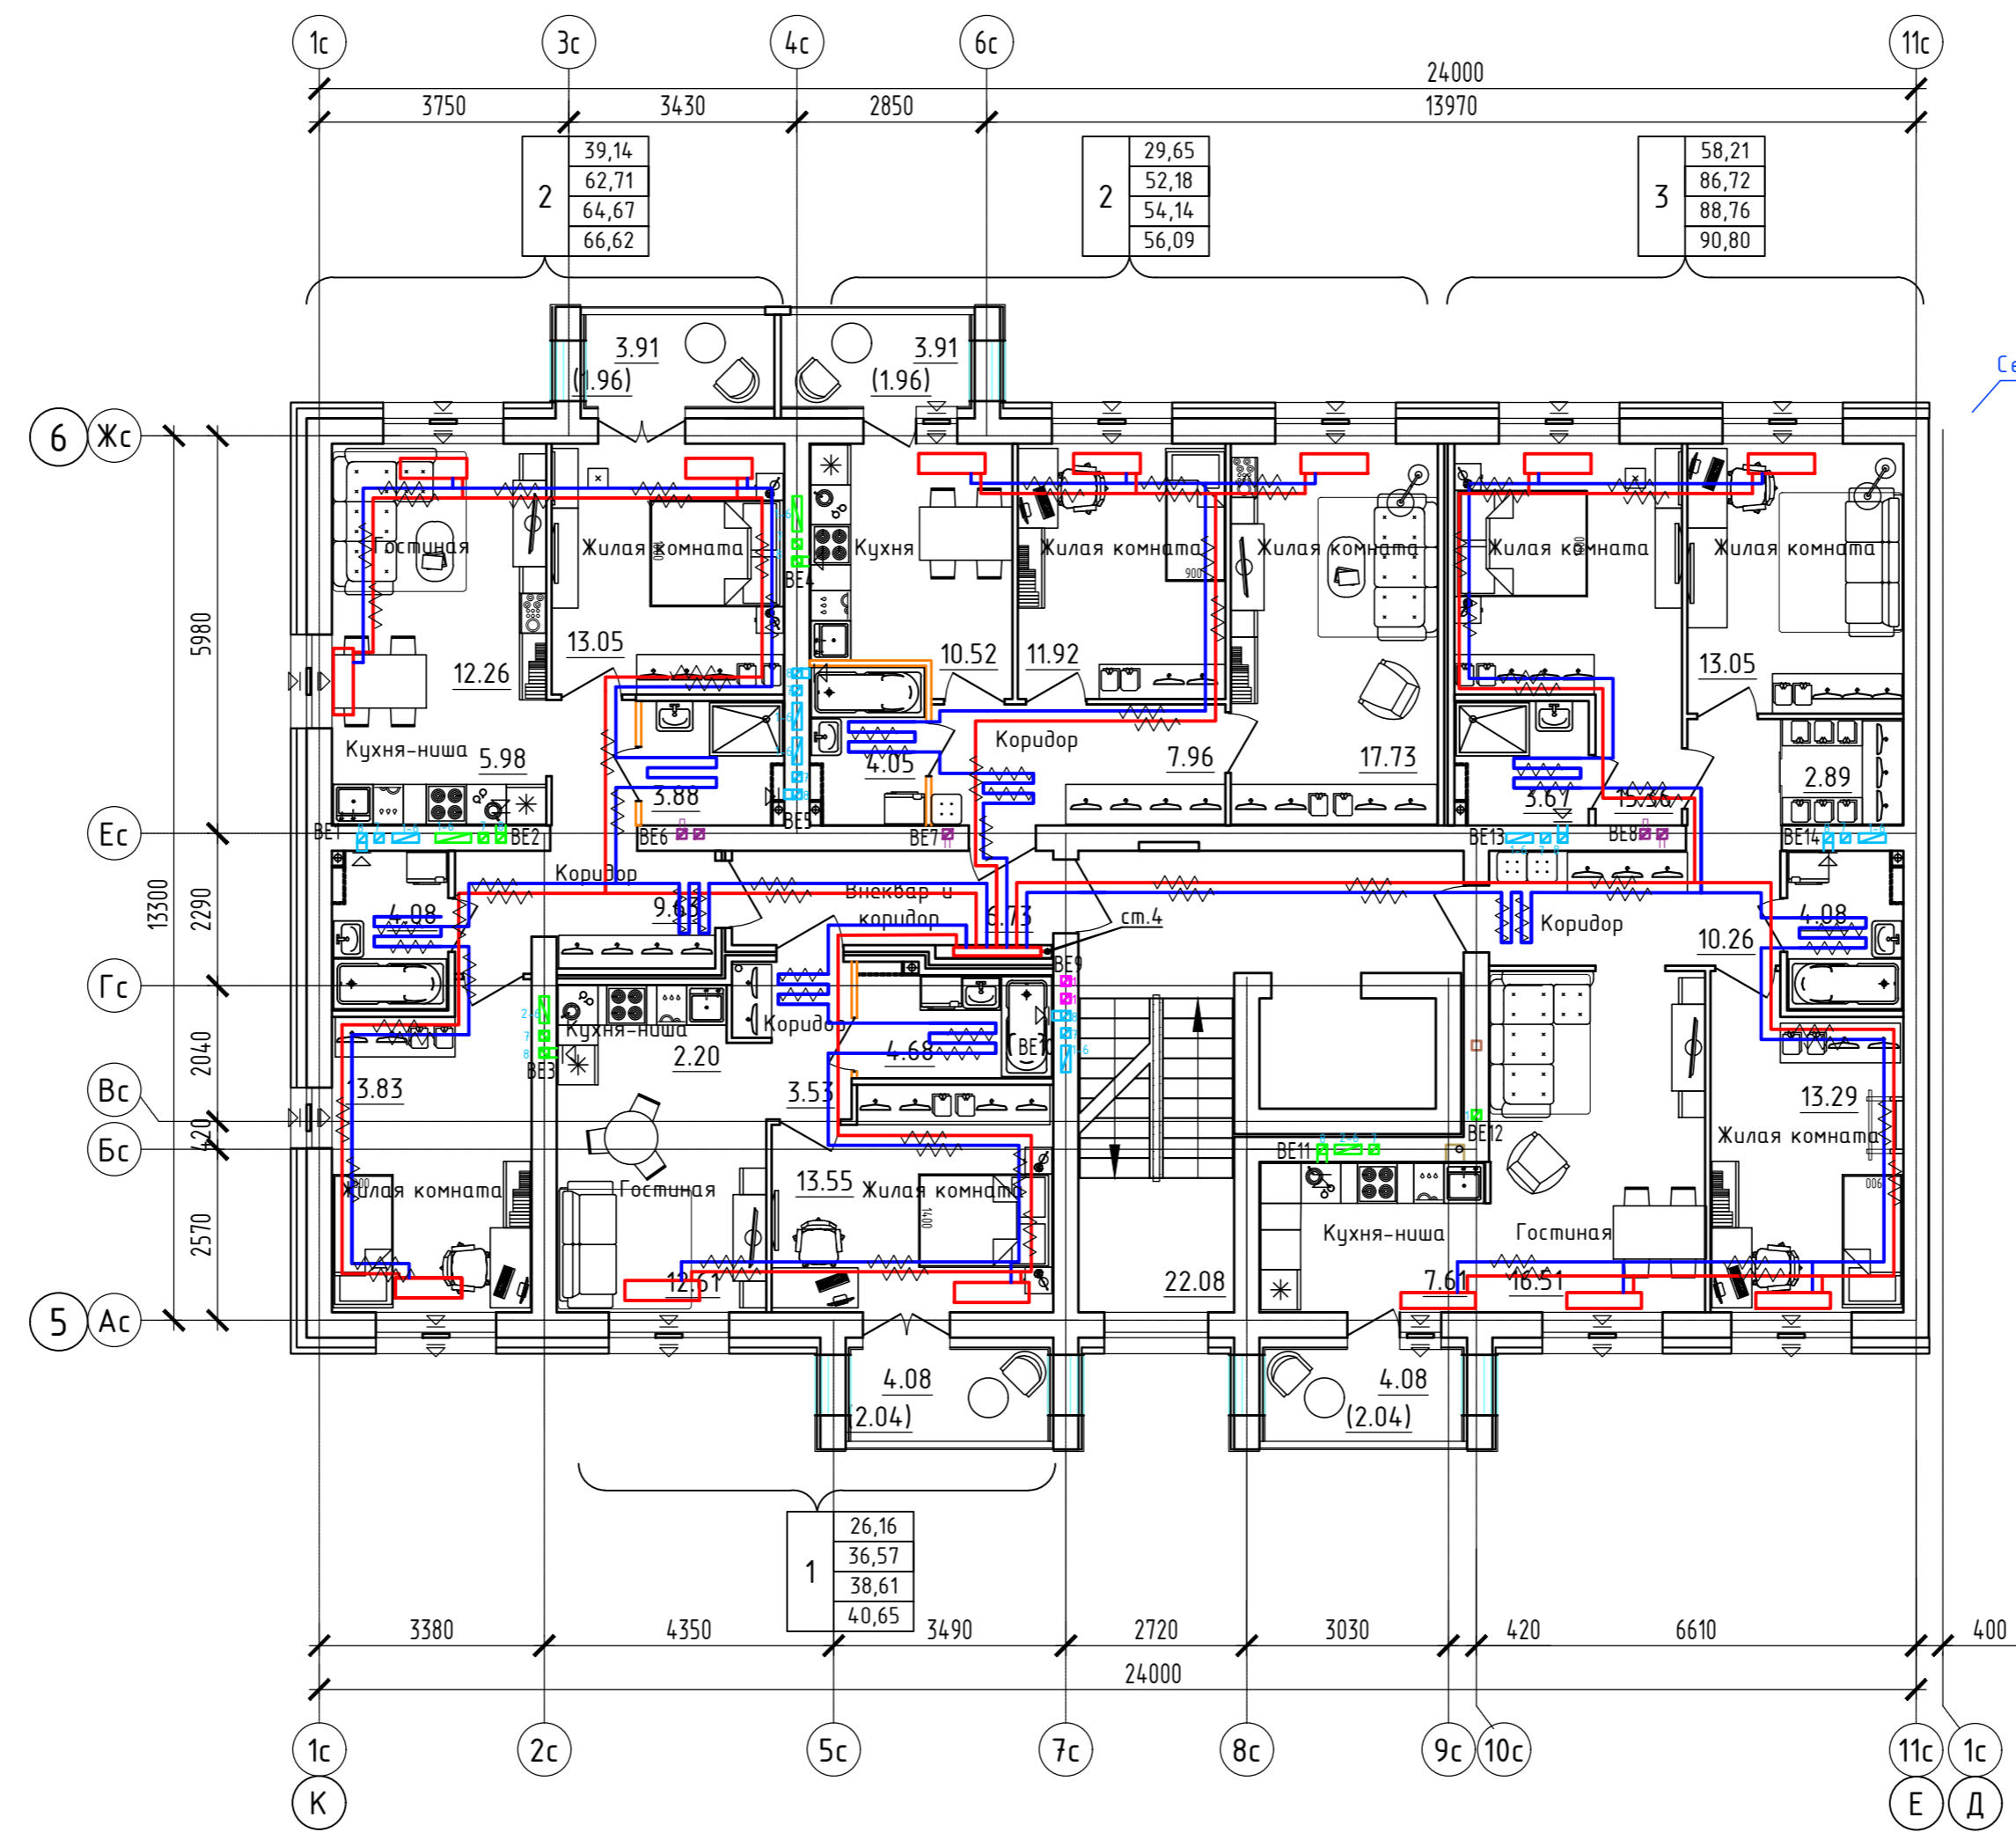 1с 3с 4с 6с 11с
24000
3750 3430 2850 13970
2 39,14 2 29,65 3 58,21
62,71 52,18 86,72
64,67 54,14 88,76
66,62 56,09 90,80
3.91 3.91
(1.96) (1.96)
6 Жс
Гостиная Жилая комната Кухня Жилая комната Жилая комната Жилая комната Жилая комната
900
ВЕ4
5980
12.26 13.05 10.52 11.92 13.05
Кухня-ниша 5.98 3.88 4.05 Коридор 7.96 17.73 3.67 15.36 2.89
Ес ВЕ1 ВЕ2 ВЕ6 ВЕ5 ВЕ7 ВЕ13 ВЕ8 ВЕ14
13300 2290
4.08 Коридор 9.63 Внеквар. и
коридор 6.73 ст.4 Коридор 10.26 4.08
Гс ВЕ9
2040
Кухня-ниша 2.20 Коридор 4.68 ВЕ10
ВЕ3
Вс 13.83 3.53 13.29
420 ВЕ12
Бс ВЕ11 Жилая комната
2570
Жилая комната Гостиная 13.55 Жилая комната 1400 900
Кухня-ниша Гостиная
12.61 22.08 7.61 16.51
5 Ас
4.08 4.08
(2.04) (2.04)
1 26,16
36,57
38,61
40,65
3380 4350 3490 2720 3030 420 6610 400
24000
1с 2с 5с 7с 8с 9с 10с 11с 1с
К Е Д